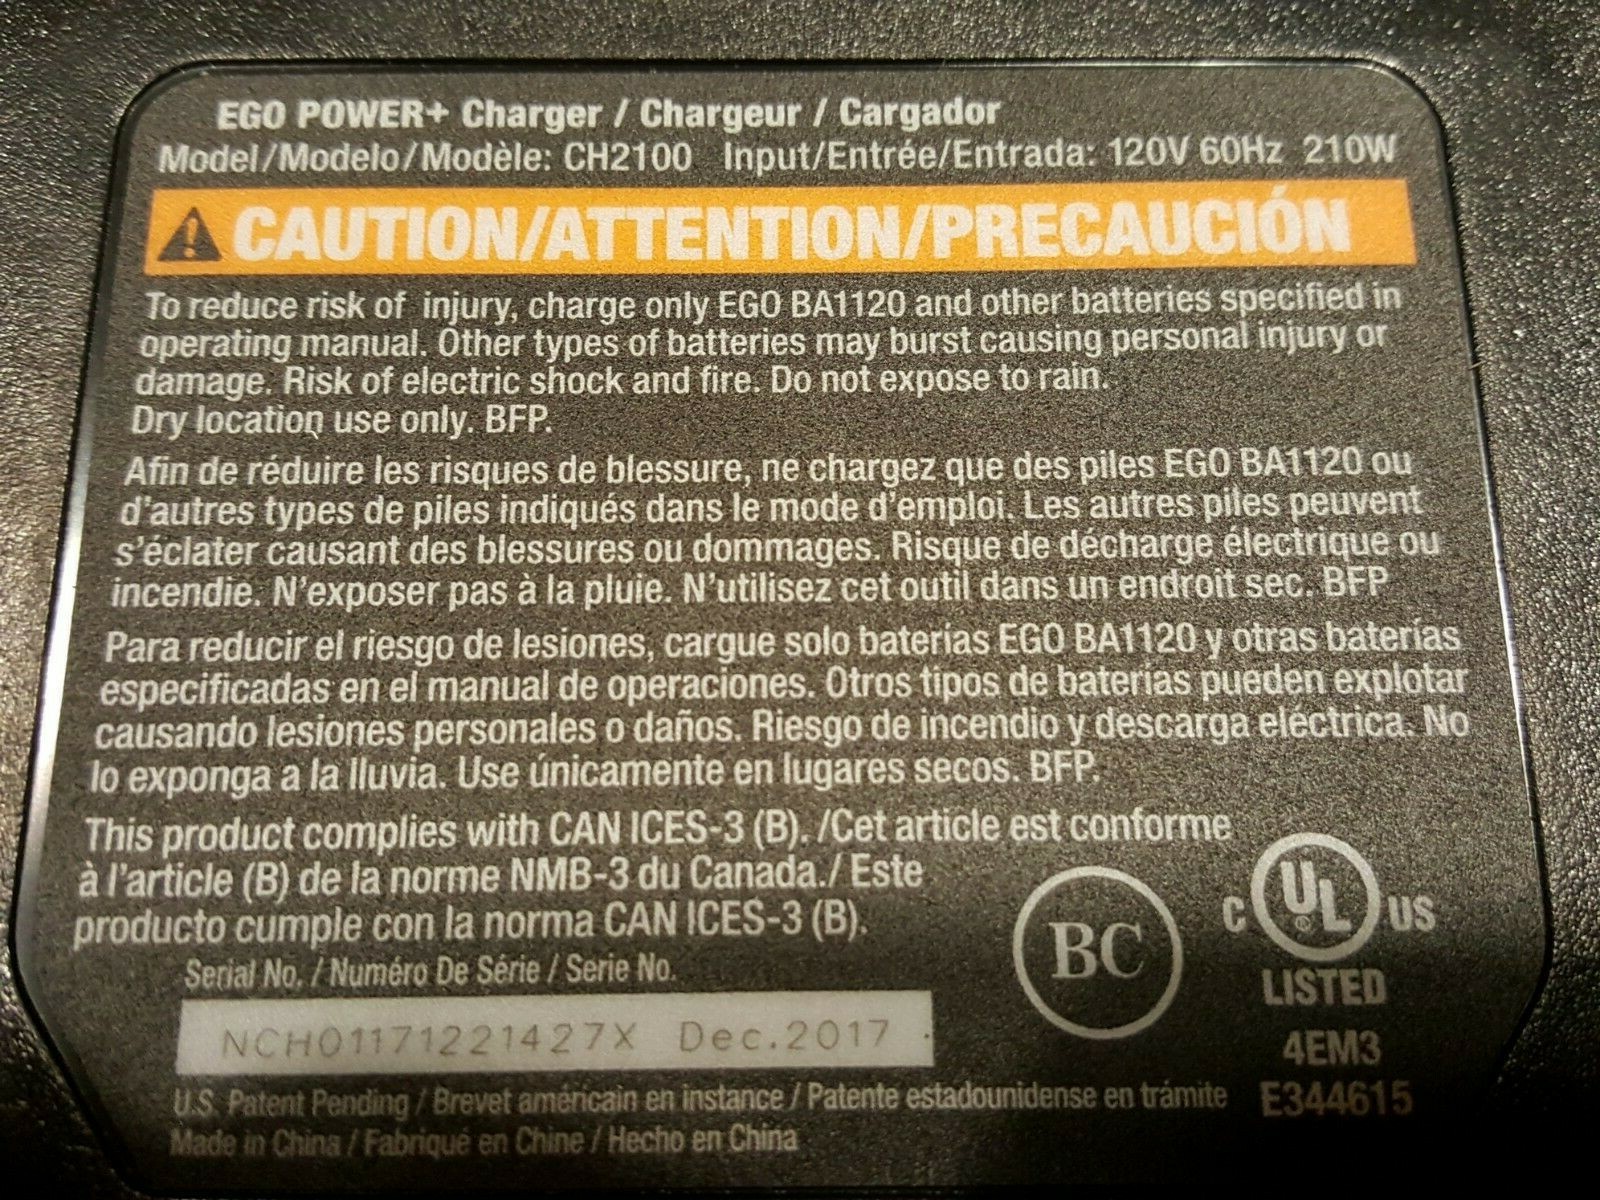 EGO POWER+ Charger / Chargeur / Cargador
Model/Modelo/Modèle: CH2100 Input/Entrée/Entrada: 120V 60Hz 210W
CAUTION/ATTENTION/PRECAUCIÓN
To reduce risk of injury, charge only EGO BA1120 and other batteries specified in
operating manual. Other types of batteries may burst causing personal injury or
damage. Risk of electric shock and fire. Do not expose to rain.
Dry location use only. BFP.
Afin de réduire les risques de blessure, ne chargez que des piles EGO BA1120 ou
d'autres types de piles indiqués dans le mode d'emploi. Les autres piles peuvent
s'éclater causant des blessures ou dommages. Risque de décharge électrique ou
incendie. N'exposer pas à la pluie. N'utilisez cet outil dans un endroit sec. BFP
Para reducir el riesgo de lesiones, cargue solo baterías EGO BA1120 y otras baterías
especificadas en el manual de operaciones. Otros tipos de baterías pueden explotar
causando lesiones personales o daños. Riesgo de incendio y descarga eléctrica. No
lo exponga a la lluvia. Use únicamente en lugares secos. BFP.
This product complies with CAN ICES-3 (B). /Cet article est conforme
à l'article (B) de la norme NMB-3 du Canada./ Este
producto cumple con la norma CAN ICES-3 (B).
BC
C UL ® US
LISTED
4EM3
E344615
Serial No. / Numéro De Série / Serie No.
NCH01171221427X Dec.2017
U.S. Patent Pending / Brevet américain en instance / Patente estadounidense en trámite
Made in China / Fabriqué en Chine / Hecho en China